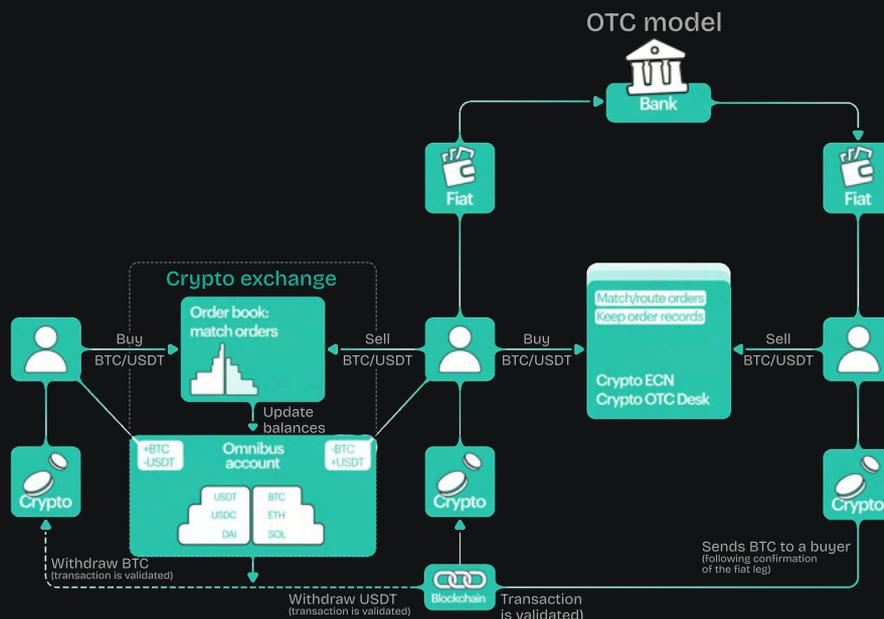 OTC model
Bank
Fiat
Fiat
Crypto exchange
Order book:
match orders
Buy
BTC/USDT
Sell
BTC/USDT
Update
balances
Buy
BTC/USDT
Match/route orders
Keep order records
Crypto ECN
Crypto OTC Desk
Sell
BTC/USDT
+BTC
-USDT
Omnibus
account
-BTC
+USDT
USDT
USDC
DAI
BTC
ETH
SOL
Crypto
Crypto
Crypto
Withdraw BTC
(transaction is validated)
Withdraw USDT
(transaction is validated)
Blockchain
Transaction
is validated)
Sends BTC to a buyer
(following confirmation
of the fiat leg)